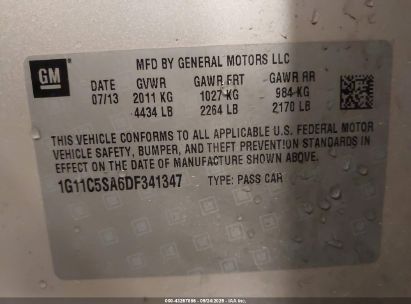 GM
MFD BY GENERAL MOTORS LLC
DATE GVWR GAWR FRT GAWR RR
07/13 2011 KG 1027 KG 984 KG
4434 LB 2264 LB 2170 LB
THIS VEHICLE CONFORMS TO ALL APPLICABLE U.S. FEDERAL MOTOR
VEHICLE SAFETY, BUMPER, AND THEFT PREVENTION STANDARDS IN
EFFECT ON THE DATE OF MANUFACTURE SHOWN ABOVE.
1G11C5SA6DF341347 TYPE: PASS CAR